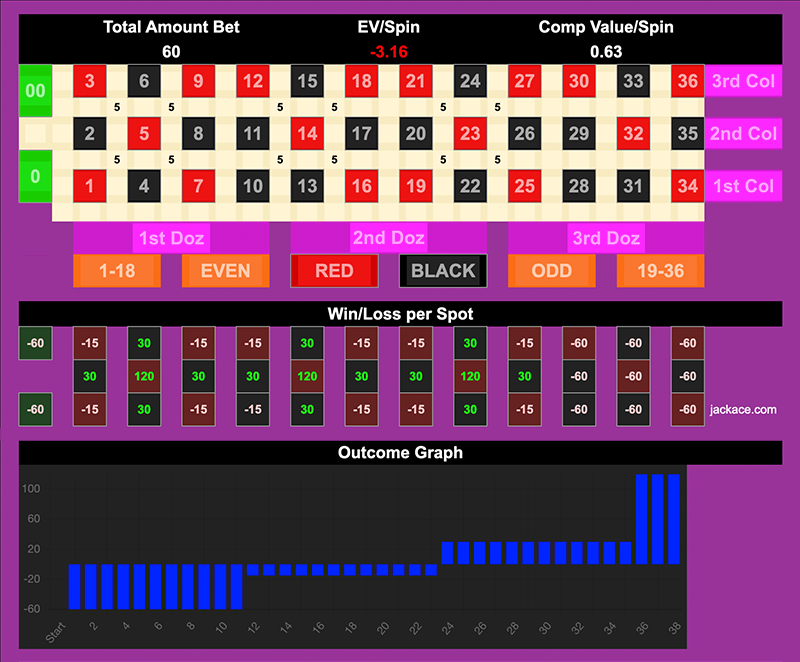 Total Amount Bet EV/Spin Comp Value/Spin
60 -3.16 0.63
00 3 6 9 12 15 18 21 24 27 30 33 36 3rd Col
5 5 5 5 5 5
2 5 8 11 14 17 20 23 26 29 32 35 2nd Col
5 5 5 5 5 5
0 1 4 7 10 13 16 19 22 25 28 31 34 1st Col
1st Doz 2nd Doz 3rd Doz
1-18 EVEN RED BLACK ODD 19-36
Win/Loss per Spot
-60 -15 30 -15 -15 30 -15 -15 30 -15 -60 -60 -60
30 120 30 30 120 30 30 120 30 -60 -60 -60
-60 -15 30 -15 -15 30 -15 -15 30 -15 -60 -60 -60 jackace.com
Outcome Graph
100
60
20
-20
-60
Start 2 4 6 8 10 12 14 16 18 20 22 24 26 28 30 32 34 36 38